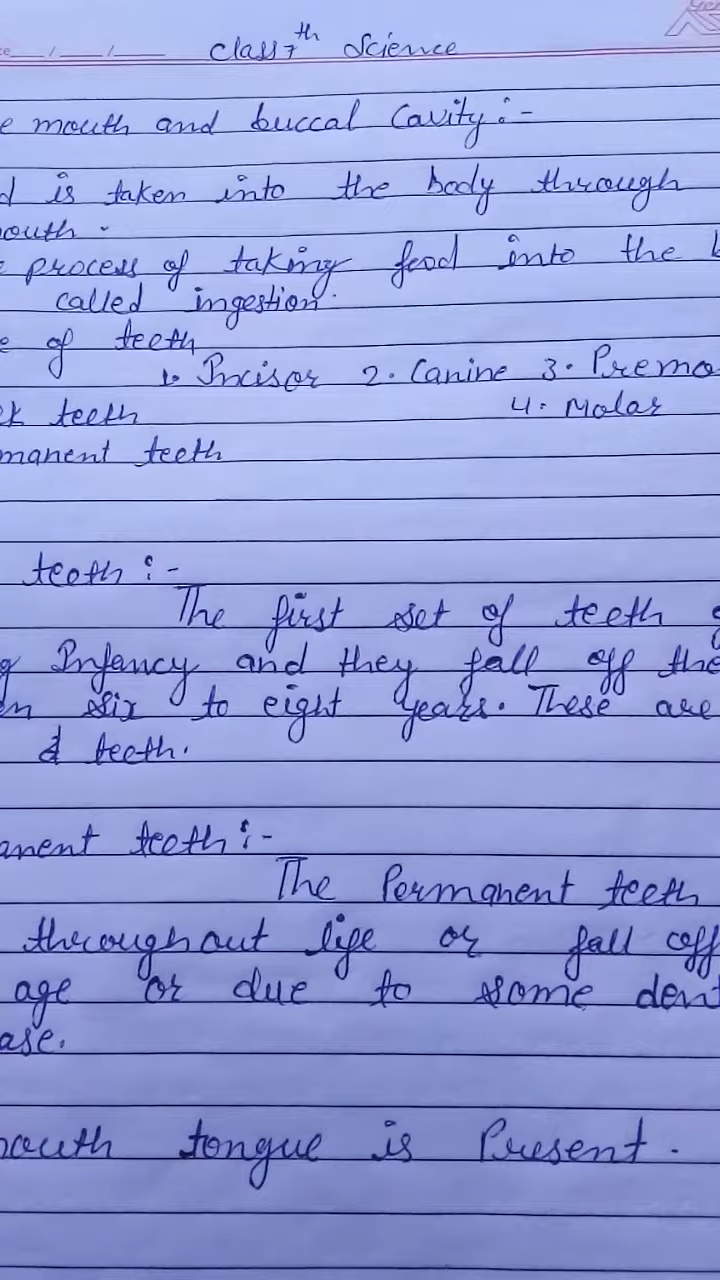 class 7th Science
e mouth and buccal Cavity :-
d is taken into the body through
outh .
e process of taking food into the b
called ingestion .
e of teeth
1. Incisor 2. Canine 3. Premo
k teeth 4. Molar
manent teeth
teeth :-
The first set of teeth g
g Infancy and they fall off the
en six to eight years. These are
d teeth.
anent teeth :-
The Permanent teeth
throughout life or fall off
age or due to some dent
ase.
mouth tongue is Present .